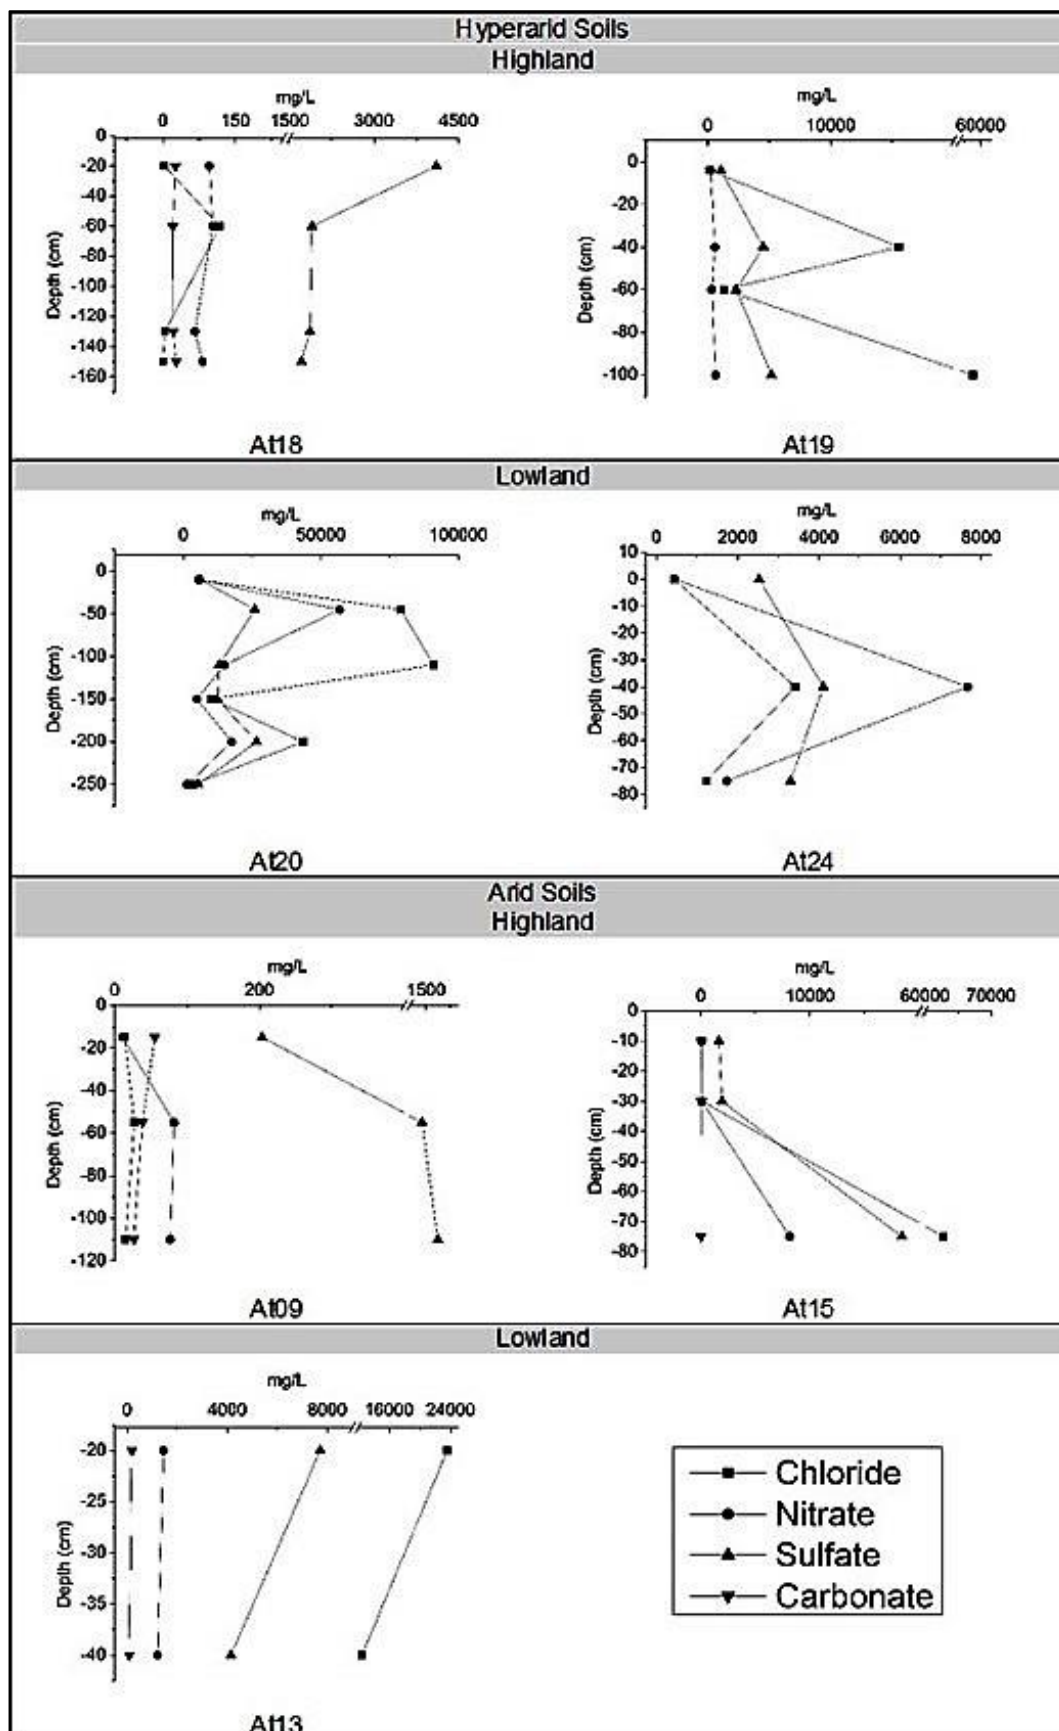 Hyperarid Soils
Highland
mg/L
0 150 1500 3000 4500
Depth (cm)
0
-20
-40
-60
-80
-100
-120
-140
-160
At18
mg/L
0 10000 60000
Depth (cm)
0
-20
-40
-60
-80
-100
At19
Lowland
mg/L
0 50000 100000
Depth (cm)
0
-50
-100
-150
-200
-250
At20
mg/L
0 2000 4000 6000 8000
Depth (cm)
10
0
-10
-20
-30
-40
-50
-60
-70
-80
At24
Arid Soils
Highland
mg/L
0 200 1500
Depth (cm)
0
-20
-40
-60
-80
-100
-120
At09
mg/L
0 10000 60000 70000
Depth (cm)
0
-10
-20
-30
-40
-50
-60
-70
-80
At15
Lowland
mg/L
0 4000 8000 16000 24000
Depth (cm)
-20
-25
-30
-35
-40
At13
Chloride
Nitrate
Sulfate
Carbonate